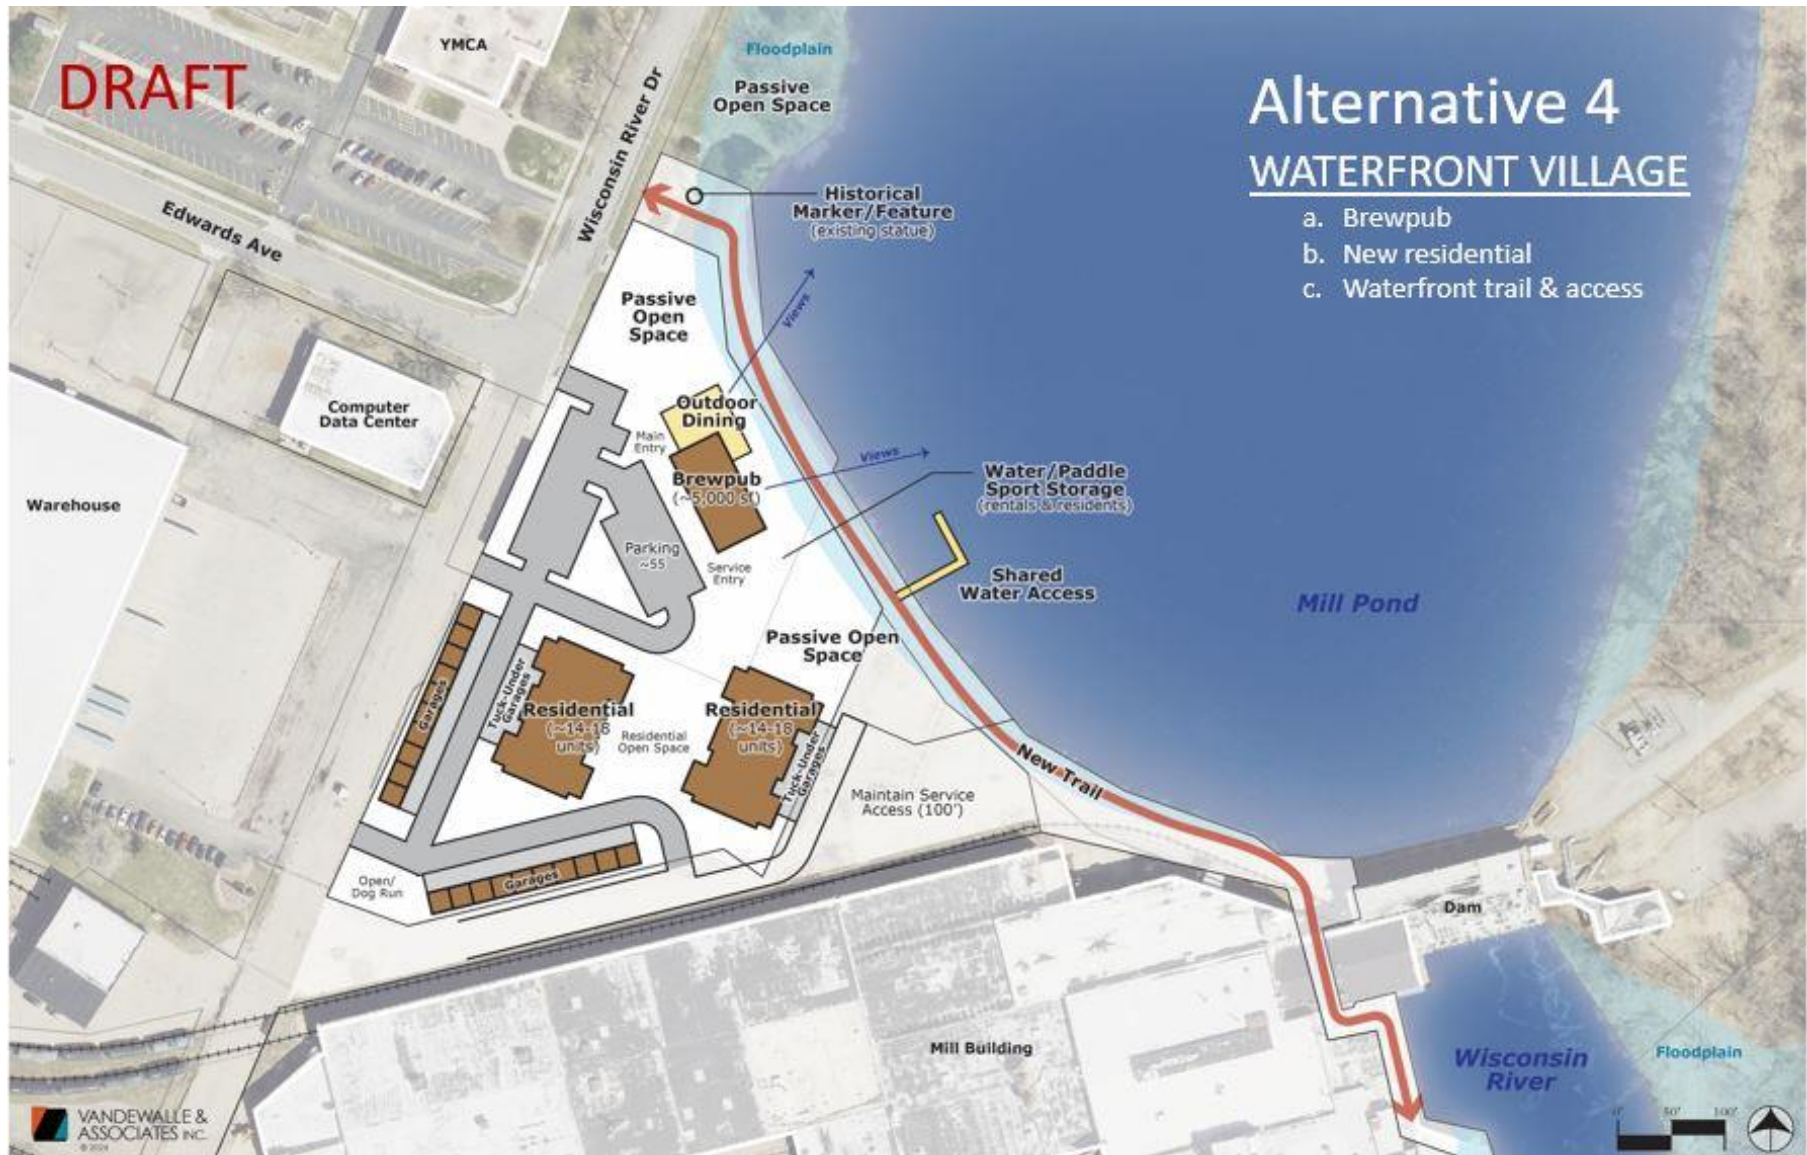 DRAFT
YMCA
Floodplain
Passive
Open Space
Alternative 4
WATERFRONT VILLAGE
a. Brewpub
b. New residential
c. Waterfront trail & access
Wisconsin River Dr
Edwards Ave
Historical
Marker/Feature
(existing statue)
Passive
Open
Space
Views
Computer
Data Center
Outdoor
Dining
Main
Entry
Views
Brewpub
(~5,000 sf)
Water/Paddle
Sport Storage
(rentals & residents)
Warehouse
Parking
~55
Service
Entry
Shared
Water Access
Mill Pond
Passive Open
Space
Garages
Tuck-Under
Garages
Residential
(~14-18
units)
Residential
Open Space
Residential
(~14-18
units)
Tuck-Under
Garages
New Trail
Maintain Service
Access (100')
Open/
Dog Run
Garages
Dam
Mill Building
Wisconsin
River
Floodplain
VANDEWALLE &
ASSOCIATES INC.
©2024
0' 50' 100'